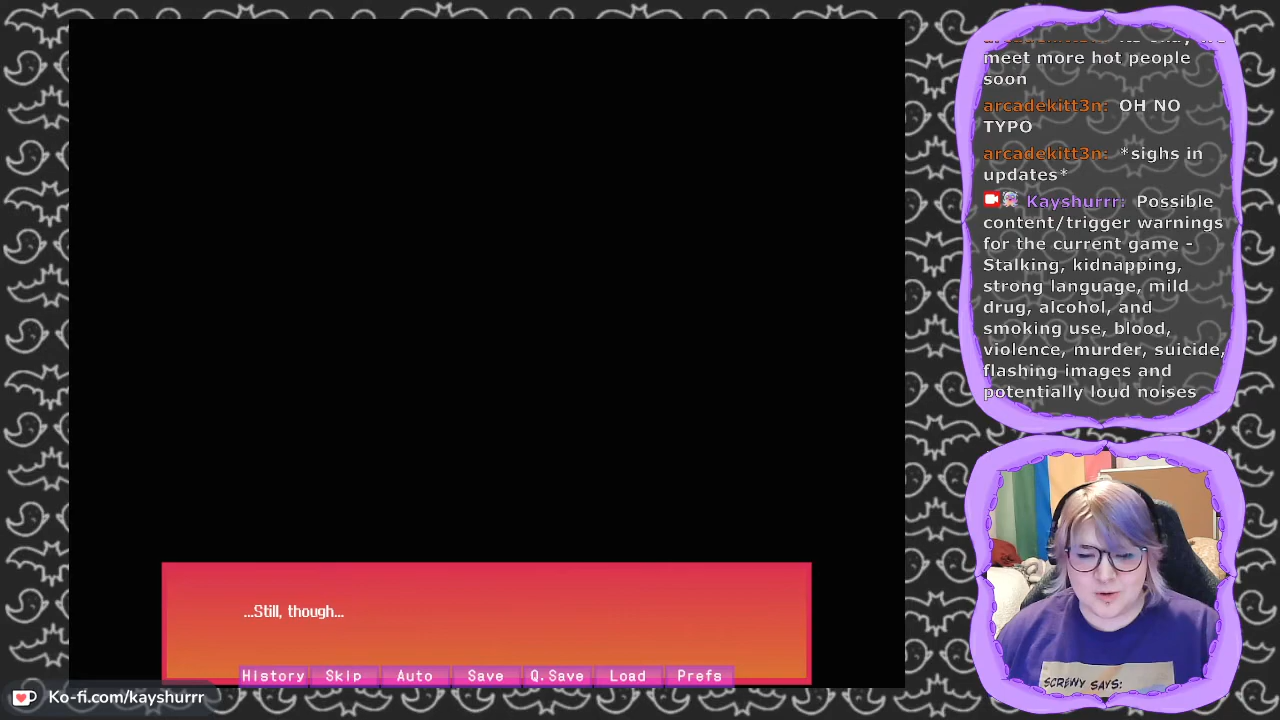 meet more hot people
soon
arcadekitt3n: OH NO
TYPO
arcadekitt3n: *sighs in
updates*
Kayshurrr: Possible
content/trigger warnings
for the current game -
Stalking, kidnapping,
strong language, mild
drug, alcohol, and
smoking use, blood,
violence, murder, suicide,
flashing images and
potentially loud noises
...Still, though...
History Skip Auto Save Q.Save Load Prefs
SCREWY SAYS:
Ko-fi.com/kayshurrr